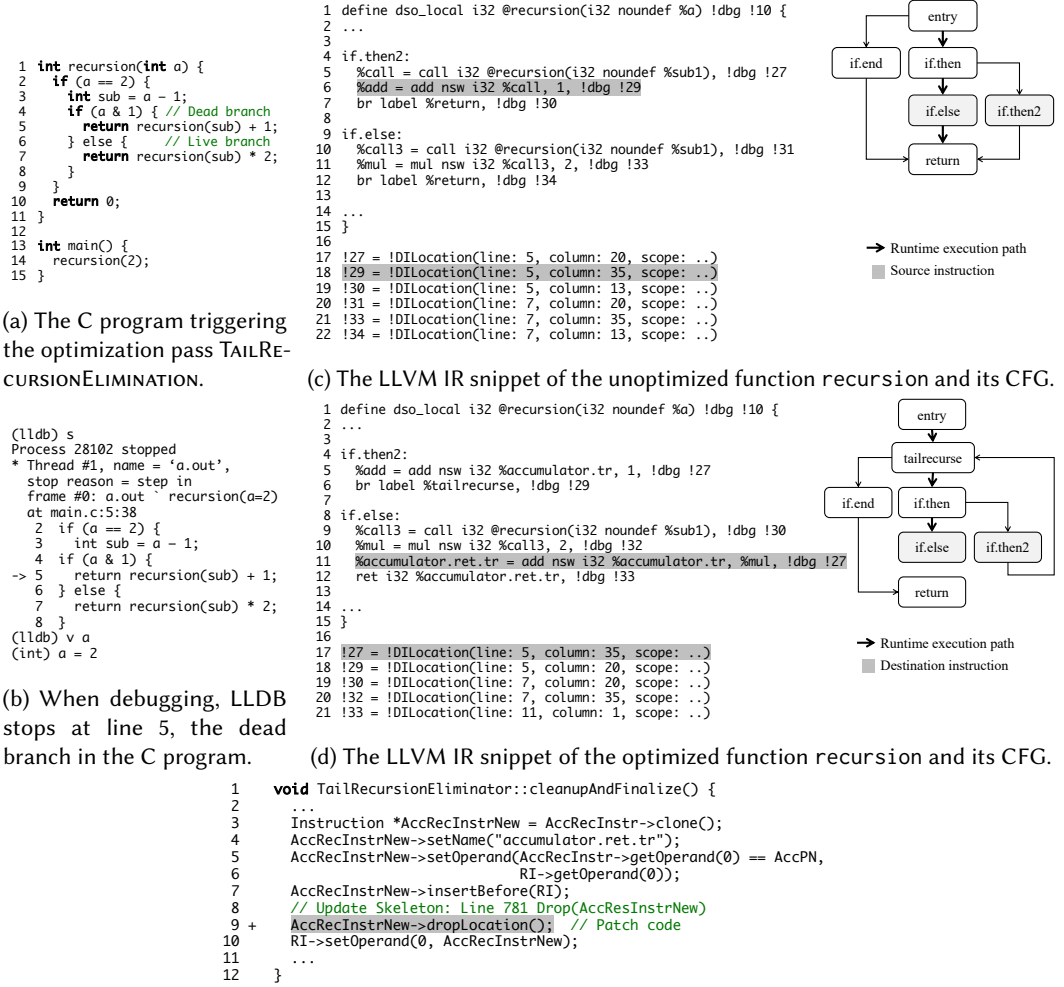 1 int recursion(int a) {
2 if (a == 2) {
3 int sub = a - 1;
4 if (a & 1) { // Dead branch
5 return recursion(sub) + 1;
6 } else { // Live branch
7 return recursion(sub) * 2;
8 }
9 }
10 return 0;
11 }
12
13 int main() {
14 recursion(2);
15 }
(a) The C program triggering
the optimization pass TAILRE-
CURSIONELIMINATION.
(lldb) s
Process 28102 stopped
* Thread #1, name = ‘a.out’,
stop reason = step in
frame #0: a.out ` recursion(a=2)
at main.c:5:38
2 if (a == 2) {
3 int sub = a - 1;
4 if (a & 1) {
-> 5 return recursion(sub) + 1;
6 } else {
7 return recursion(sub) * 2;
8 }
(lldb) v a
(int) a = 2
(b) When debugging, LLDB
stops at line 5, the dead
branch in the C program.
1 define dso_local i32 @recursion(i32 noundef %a) !dbg !10 {
2 ...
3
4 if.then2:
5 %call = call i32 @recursion(i32 noundef %sub1), !dbg !27
6 %add = add nsw i32 %call, 1, !dbg !29
7 br label %return, !dbg !30
8
9 if.else:
10 %call3 = call i32 @recursion(i32 noundef %sub1), !dbg !31
11 %mul = mul nsw i32 %call3, 2, !dbg !33
12 br label %return, !dbg !34
13
14 ...
15 }
16
17 !27 = !DILocation(line: 5, column: 20, scope: ..)
18 !29 = !DILocation(line: 5, column: 35, scope: ..)
19 !30 = !DILocation(line: 5, column: 13, scope: ..)
20 !31 = !DILocation(line: 7, column: 20, scope: ..)
21 !33 = !DILocation(line: 7, column: 35, scope: ..)
22 !34 = !DILocation(line: 7, column: 13, scope: ..)
entry
if.end
if.then
if.else
if.then2
return
Runtime execution path
Source instruction
(c) The LLVM IR snippet of the unoptimized function recursion and its CFG.
1 define dso_local i32 @recursion(i32 noundef %a) !dbg !10 {
2 ...
3
4 if.then2:
5 %add = add nsw i32 %accumulator.tr, 1, !dbg !27
6 br label %tailrecurse, !dbg !29
7
8 if.else:
9 %call3 = call i32 @recursion(i32 noundef %sub1), !dbg !30
10 %mul = mul nsw i32 %call3, 2, !dbg !32
11 %accumulator.ret.tr = add nsw i32 %accumulator.tr, %mul, !dbg !27
12 ret i32 %accumulator.ret.tr, !dbg !33
13
14 ...
15 }
16
17 !27 = !DILocation(line: 5, column: 35, scope: ..)
18 !29 = !DILocation(line: 5, column: 20, scope: ..)
19 !30 = !DILocation(line: 7, column: 20, scope: ..)
20 !32 = !DILocation(line: 7, column: 35, scope: ..)
21 !33 = !DILocation(line: 11, column: 1, scope: ..)
entry
tailrecurse
if.end
if.then
if.else
if.then2
return
Runtime execution path
Destination instruction
(d) The LLVM IR snippet of the optimized function recursion and its CFG.
1 void TailRecursionEliminator::cleanupAndFinalize() {
2 ...
3 Instruction *AccRecInstrNew = AccRecInstr->clone();
4 AccRecInstrNew->setName("accumulator.ret.tr");
5 AccRecInstrNew->setOperand(AccRecInstr->getOperand(0) == AccPN,
6 RI->getOperand(0));
7 AccRecInstrNew->insertBefore(RI);
8 // Update Skeleton: Line 781 Drop(AccResInstrNew)
9 + AccRecInstrNew->dropLocation(); // Patch code
10 RI->setOperand(0, AccRecInstrNew);
11 ...
12 }